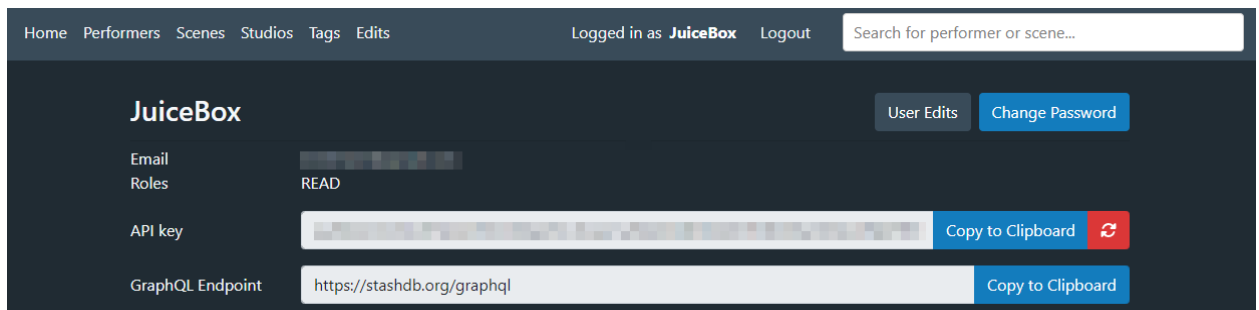 Home Performers Scenes Studios Tags Edits Logged in as JuiceBox Logout Search for performer or scene...
JuiceBox User Edits Change Password
Email
Roles READ
API key Copy to Clipboard
GraphQL Endpoint https://stashdb.org/graphql Copy to Clipboard